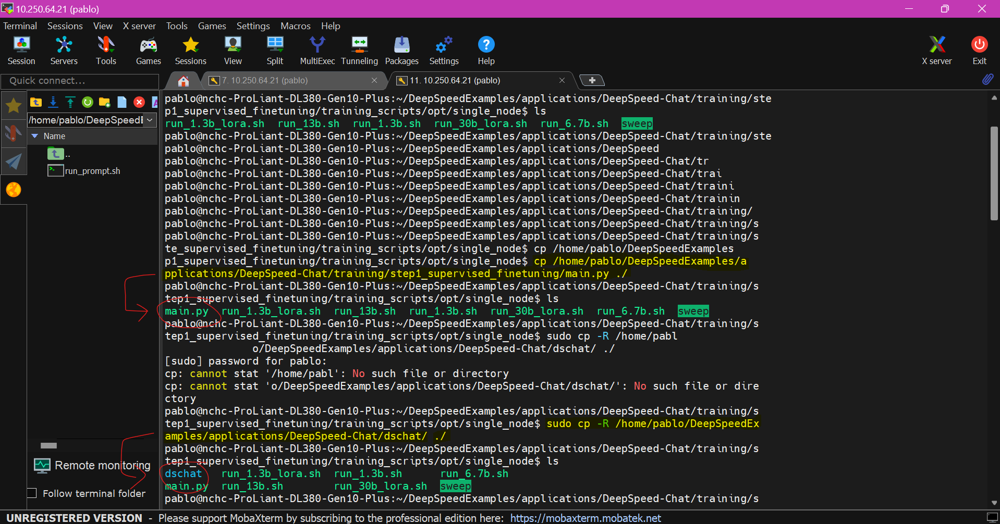 10.250.64.21 (pablo)
Terminal Sessions View X server Tools Games Settings Macros Help
Session Servers Tools Games Sessions View Split MultiExec Tunneling Packages Settings Help X server Exit
Quick connect...
7. 10.250.64.21 (pablo)
11. 10.250.64.21 (pablo)
/home/pablo/DeepSpeedE
Name
..
run_prompt.sh
Remote monitoring
Follow terminal folder
pablo@nchc-ProLiant-DL380-Gen10-Plus:~/DeepSpeedExamples/applications/DeepSpeed-Chat/training/ste
p1_supervised_finetuning/training_scripts/opt/single_node$ ls
run_1.3b_lora.sh run_13b.sh run_1.3b.sh run_30b_lora.sh run_6.7b.sh sweep
pablo@nchc-ProLiant-DL380-Gen10-Plus:~/DeepSpeedExamples/applications/DeepSpeed-Chat/training/ste
pablo@nchc-ProLiant-DL380-Gen10-Plus:~/DeepSpeedExamples/applications/DeepSpeed
pablo@nchc-ProLiant-DL380-Gen10-Plus:~/DeepSpeedExamples/applications/DeepSpeed-Chat/tr
pablo@nchc-ProLiant-DL380-Gen10-Plus:~/DeepSpeedExamples/applications/DeepSpeed-Chat/trai
pablo@nchc-ProLiant-DL380-Gen10-Plus:~/DeepSpeedExamples/applications/DeepSpeed-Chat/traini
pablo@nchc-ProLiant-DL380-Gen10-Plus:~/DeepSpeedExamples/applications/DeepSpeed-Chat/trainin
pablo@nchc-ProLiant-DL380-Gen10-Plus:~/DeepSpeedExamples/applications/DeepSpeed-Chat/training/
pablo@nchc-ProLiant-DL380-Gen10-Plus:~/DeepSpeedExamples/applications/DeepSpeed-Chat/training/s
pablo@nchc-ProLiant-DL380-Gen10-Plus:~/DeepSpeedExamples/applications/DeepSpeed-Chat/training/s
te_supervised_finetuning/training_scripts/opt/single_node$ cp /home/pablo/DeepSpeedExamples
p1_supervised_finetuning/training_scripts/opt/single_node$ cp /home/pablo/DeepSpeedExamples/a
pplications/DeepSpeed-Chat/training/step1_supervised_finetuning/main.py ./
pablo@nchc-ProLiant-DL380-Gen10-Plus:~/DeepSpeedExamples/applications/DeepSpeed-Chat/training/s
tep1_supervised_finetuning/training_scripts/opt/single_node$ ls
main.py run_1.3b_lora.sh run_13b.sh run_1.3b.sh run_30b_lora.sh run_6.7b.sh sweep
pablo@nchc-ProLiant-DL380-Gen10-Plus:~/DeepSpeedExamples/applications/DeepSpeed-Chat/training/s
tep1_supervised_finetuning/training_scripts/opt/single_node$ sudo cp -R /home/pabl
o/DeepSpeedExamples/applications/DeepSpeed-Chat/dschat/ ./
[sudo] password for pablo:
cp: cannot stat '/home/pabl': No such file or directory
cp: cannot stat 'o/DeepSpeedExamples/applications/DeepSpeed-Chat/dschat/': No such file or dire
ctory
pablo@nchc-ProLiant-DL380-Gen10-Plus:~/DeepSpeedExamples/applications/DeepSpeed-Chat/training/s
tep1_supervised_finetuning/training_scripts/opt/single_node$ sudo cp -R /home/pablo/DeepSpeedEx
amples/applications/DeepSpeed-Chat/dschat/ ./
pablo@nchc-ProLiant-DL380-Gen10-Plus:~/DeepSpeedExamples/applications/DeepSpeed-Chat/training/s
tep1_supervised_finetuning/training_scripts/opt/single_node$ ls
dschat run_1.3b_lora.sh run_1.3b.sh run_6.7b.sh
main.py run_13b.sh run_30b_lora.sh sweep
pablo@nchc-ProLiant-DL380-Gen10-Plus:~/DeepSpeedExamples/applications/DeepSpeed-Chat/training/s
UNREGISTERED VERSION - Please support MobaXterm by subscribing to the professional edition here: https://mobaxterm.mobatek.net